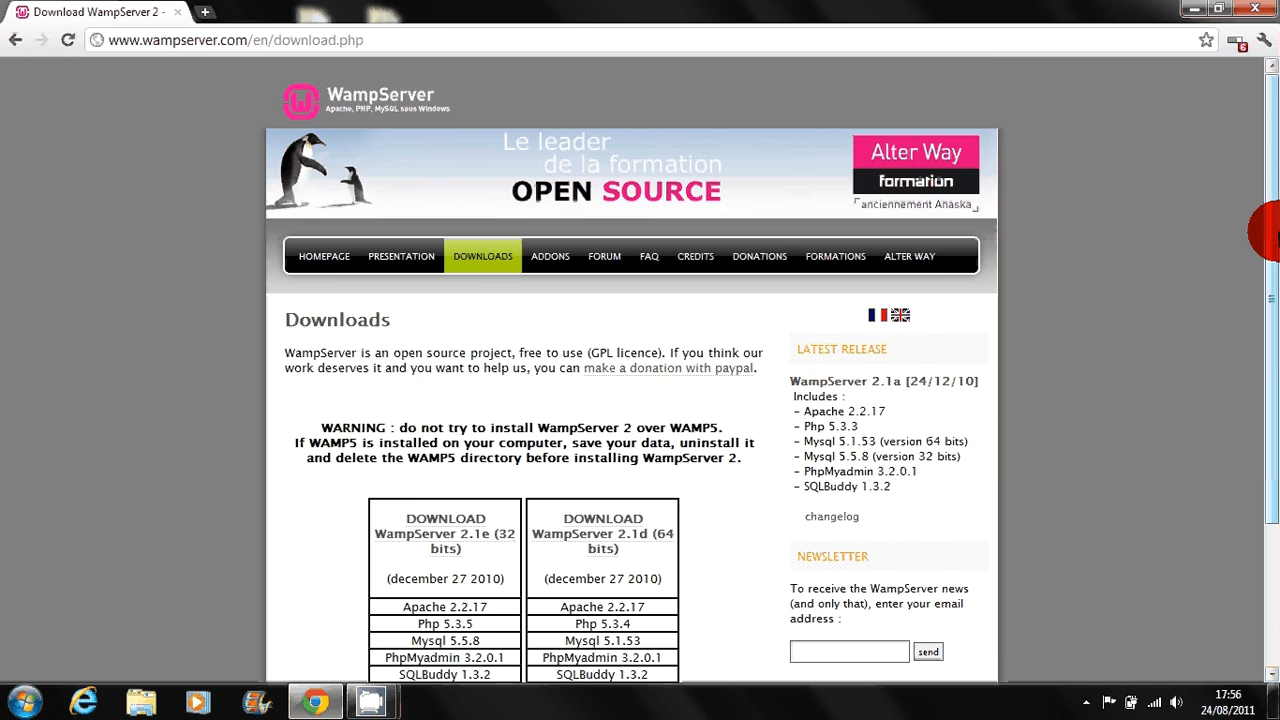 Download WampServer 2 -
www.wampserver.com/en/download.php
6
WampServer
Apache, PHP, MySQL sous Windows
Le leader
de la formation
OPEN SOURCE
Alter Way
formation
anciennement Anaska
HOMEPAGE PRESENTATION DOWNLOADS ADDONS FORUM FAQ CREDITS DONATIONS FORMATIONS ALTER WAY
Downloads
WampServer is an open source project, free to use (GPL licence). If you think our
work deserves it and you want to help us, you can make a donation with paypal.
WARNING : do not try to install WampServer 2 over WAMP5.
If WAMP5 is installed on your computer, save your data, uninstall it
and delete the WAMP5 directory before installing WampServer 2.
DOWNLOAD
WampServer 2.1e (32
bits)
(december 27 2010)
Apache 2.2.17
Php 5.3.5
Mysql 5.5.8
PhpMyadmin 3.2.0.1
SQLBuddy 1.3.2
DOWNLOAD
WampServer 2.1d (64
bits)
(december 27 2010)
Apache 2.2.17
Php 5.3.4
Mysql 5.1.53
PhpMyadmin 3.2.0.1
SQLBuddy 1.3.2
LATEST RELEASE
WampServer 2.1a [24/12/10]
Includes :
- Apache 2.2.17
- Php 5.3.3
- Mysql 5.1.53 (version 64 bits)
- Mysql 5.5.8 (version 32 bits)
- PhpMyadmin 3.2.0.1
- SQLBuddy 1.3.2
changelog
NEWSLETTER
To receive the WampServer news
(and only that), enter your email
address :
send
17:56
24/08/2011